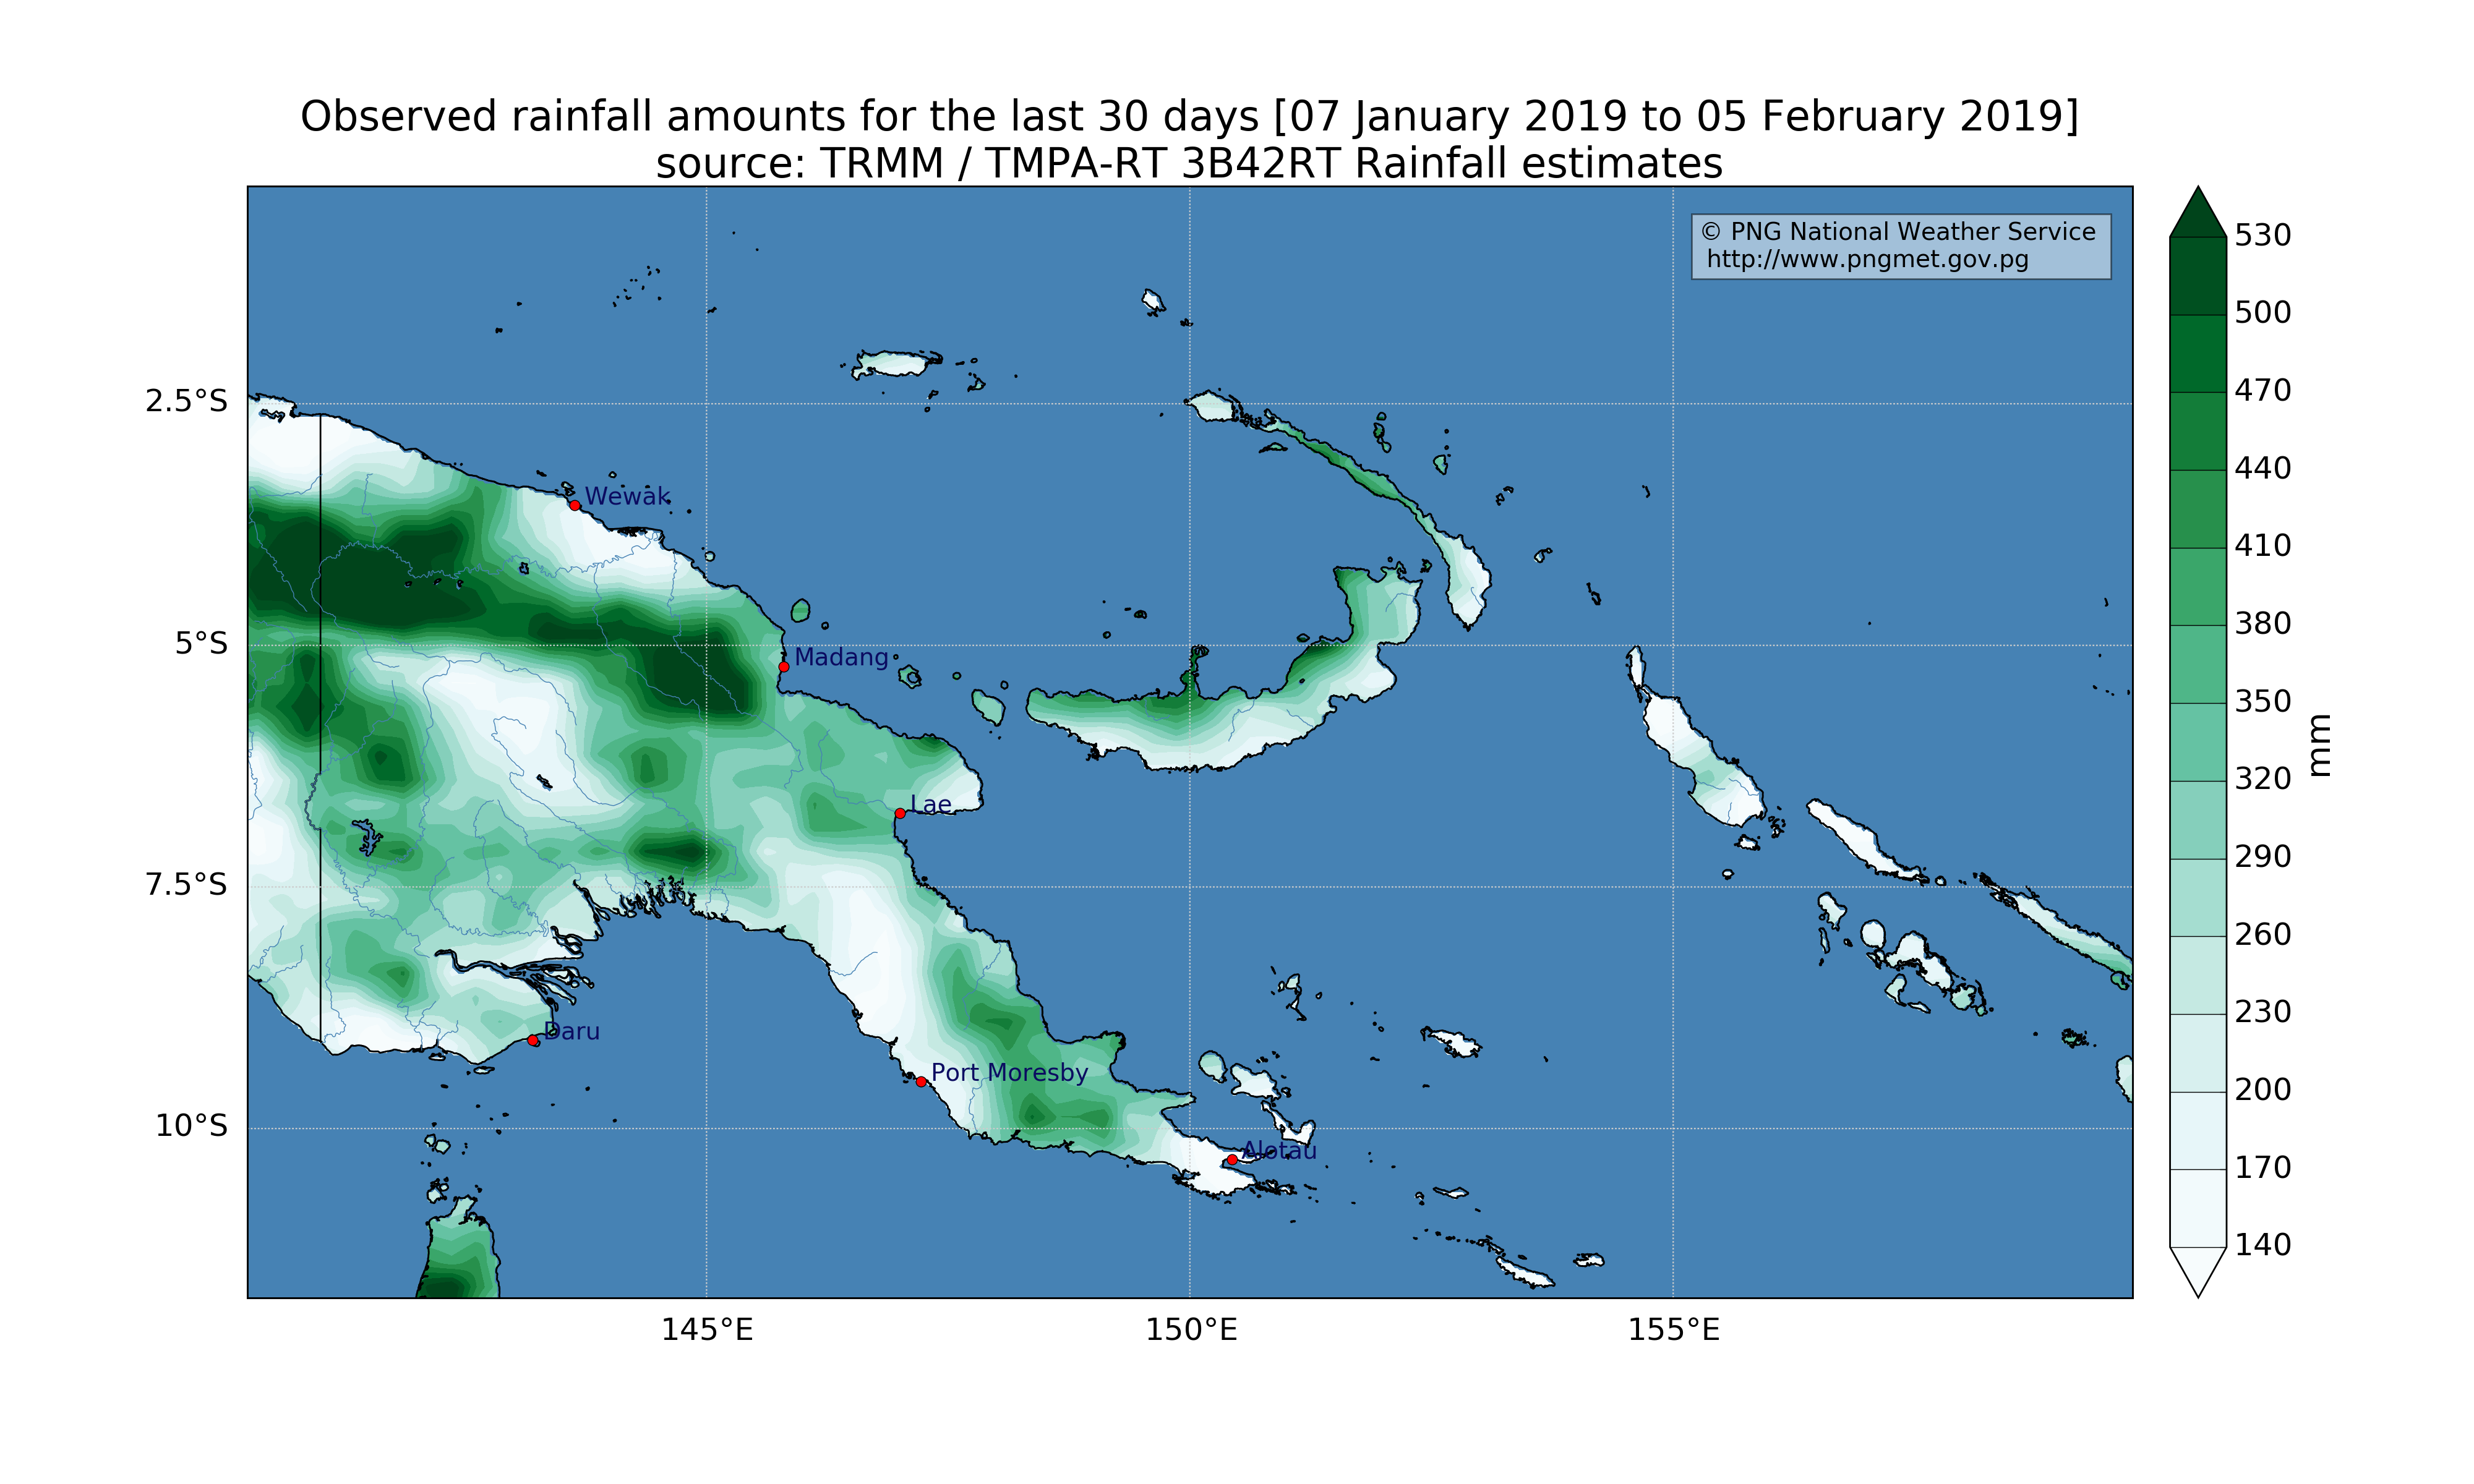 Observed rainfall amounts for the last 30 days [07 January 2019 to 05 February 2019]
source: TRMM / TMPA-RT 3B42RT Rainfall estimates
© PNG National Weather Service
http://www.pngmet.gov.pg
530
500
470
440
410
380
350
320
290
260
230
200
170
140
mm
2.5°S
5°S
7.5°S
10°S
Wewak
Madang
Lae
Daru
Port Moresby
Alotau
145°E
150°E
155°E